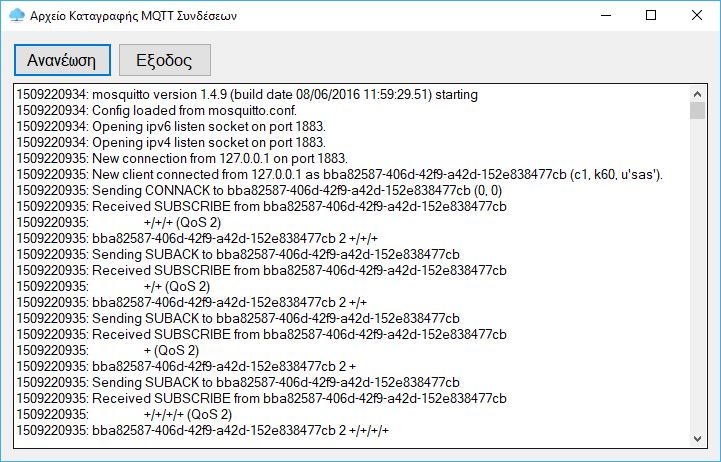 Αρχείο Καταγραφής MQTT Συνδέσεων
Ανανέωση Εξοδος
1509220934: mosquitto version 1.4.9 (build date 08/06/2016 11:59:29.51) starting
1509220934: Config loaded from mosquitto.conf.
1509220934: Opening ipv6 listen socket on port 1883.
1509220934: Opening ipv4 listen socket on port 1883.
1509220935: New connection from 127.0.0.1 on port 1883.
1509220935: New client connected from 127.0.0.1 as bba82587-406d-42f9-a42d-152e838477cb (c1, k60, u'sas').
1509220935: Sending CONNACK to bba82587-406d-42f9-a42d-152e838477cb (0, 0)
1509220935: Received SUBSCRIBE from bba82587-406d-42f9-a42d-152e838477cb
1509220935: +/+/+ (QoS 2)
1509220935: bba82587-406d-42f9-a42d-152e838477cb 2 +/+/+
1509220935: Sending SUBACK to bba82587-406d-42f9-a42d-152e838477cb
1509220935: Received SUBSCRIBE from bba82587-406d-42f9-a42d-152e838477cb
1509220935: +/+ (QoS 2)
1509220935: bba82587-406d-42f9-a42d-152e838477cb 2 +/+
1509220935: Sending SUBACK to bba82587-406d-42f9-a42d-152e838477cb
1509220935: Received SUBSCRIBE from bba82587-406d-42f9-a42d-152e838477cb
1509220935: + (QoS 2)
1509220935: bba82587-406d-42f9-a42d-152e838477cb 2 +
1509220935: Sending SUBACK to bba82587-406d-42f9-a42d-152e838477cb
1509220935: Received SUBSCRIBE from bba82587-406d-42f9-a42d-152e838477cb
1509220935: +/+/+/+ (QoS 2)
1509220935: bba82587-406d-42f9-a42d-152e838477cb 2 +/+/+/+